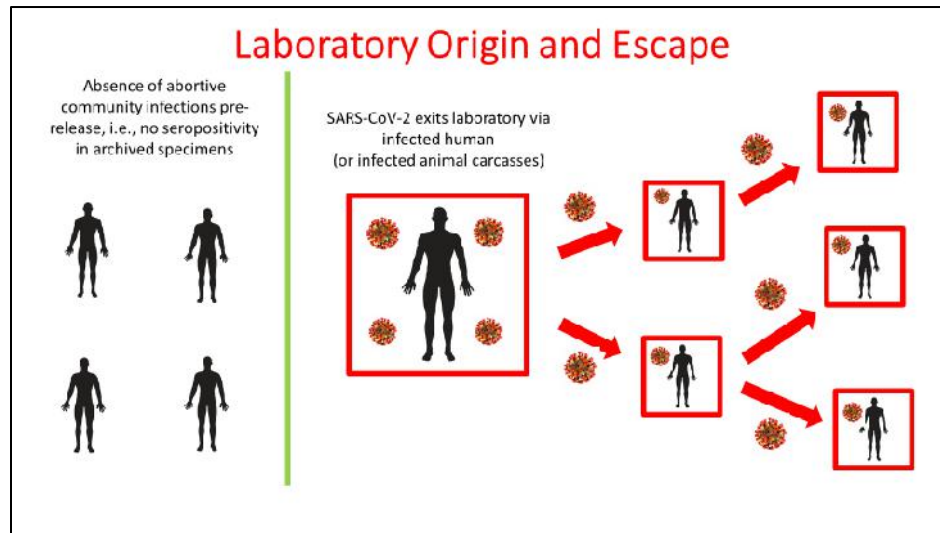 Laboratory Origin and Escape
Absence of abortive
community infections pre-
release, i.e., no seropositivity
in archived specimens
SARS-CoV-2 exits laboratory via
infected human
(or infected animal carcasses)